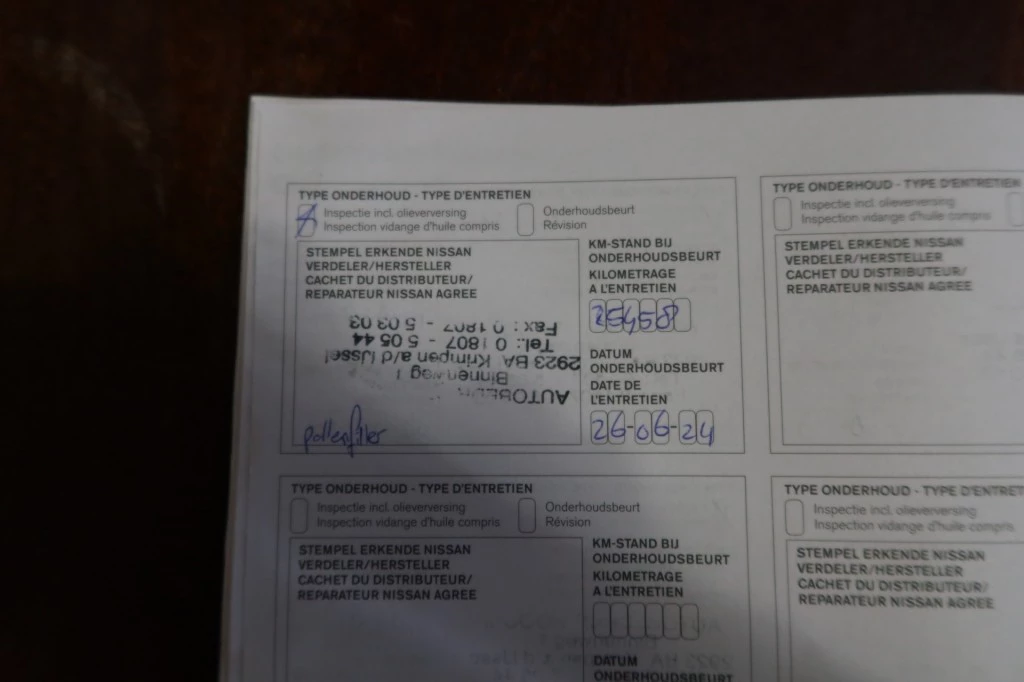 TYPE ONDERHOUD - TYPE D'ENTRETIEN
Inspectie incl. olieverversing
Inspection vidange d'huile compris
Onderhoudsbeurt
Révision
STEMPEL ERKENDE NISSAN
VERDELER/HERSTELLER
CACHET DU DISTRIBUTEUR/
REPARATEUR NISSAN AGREE
AUTOBED
Binnenweg 1
2923 BA Krimpen a/d IJssel
Tel.: 0 1807 - 5 05 44
Fax : 0 1807 - 5 03 03
pollenfilter
KM-STAND BIJ
ONDERHOUDSBEURT
KILOMETRAGE
A L'ENTRETIEN
DATUM
ONDERHOUDSBEURT
DATE DE
L'ENTRETIEN
26-06-24
TYPE ONDERHOUD - TYPE D'ENTRETIEN
Inspectie incl. olieverversing
Inspection vidange d'huile compris
STEMPEL ERKENDE NISSAN
VERDELER/HERSTELLER
CACHET DU DISTRIBUTEUR/
REPARATEUR NISSAN AGREE
TYPE ONDERHOUD - TYPE D'ENTRETIEN
Inspectie incl. olieverversing
Inspection vidange d'huile compris
Onderhoudsbeurt
Révision
STEMPEL ERKENDE NISSAN
VERDELER/HERSTELLER
CACHET DU DISTRIBUTEUR/
REPARATEUR NISSAN AGREE
KM-STAND BIJ
ONDERHOUDSBEURT
KILOMETRAGE
A L'ENTRETIEN
DATUM
ONDERHOUDSBEURT
TYPE ONDERHOUD - TYPE D'ENTRET
Inspectie incl. olieverversing
Inspection vidange d'huile compris
STEMPEL ERKENDE NISSAN
VERDELER/HERSTELLER
CACHET DU DISTRIBUTEUR/
REPARATEUR NISSAN AGREE